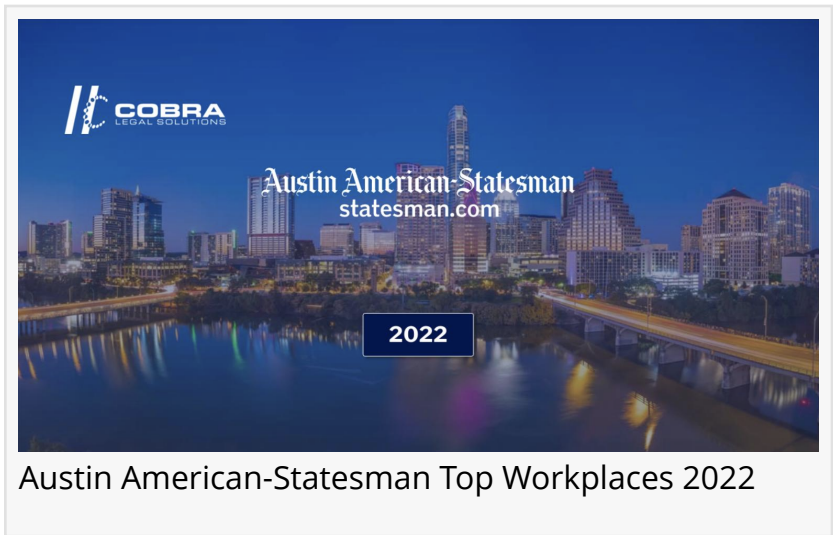 COBRA
LEGAL SOLUTIONS
Austin American-Statesman
statesman.com
2022
Austin American-Statesman Top Workplaces 2022